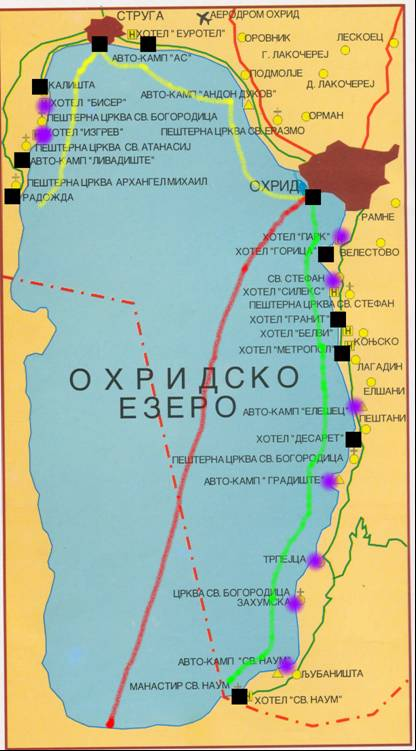 СТРУГА
АЕРОДРОМ ОХРИД
Н ХОТЕЛ "ЕУРОТЕЛ"
ОРОВНИК
ЛЕСКОЕЦ
АВТО-КАМП "АС"
Г. ЛАКОЧЕРЕЈ
ПОДМОЛЈЕ
Д. ЛАКОЧЕРЕЈ
КАЛИШТА
АВТО-КАМП "АНДОН ДУКОВ"
ХОТЕЛ "БИСЕР"
ПЕШТЕРНА ЦРКВА СВ. БОГОРОДИЦА
ОРМАН
ХОТЕЛ "ИЗГРЕВ"
ПЕШТЕРНА ЦРКВА СВ. ЕРАЗМО
ПЕШТЕРНА ЦРКВА СВ. АТАНАСИЈ
АВТО-КАМП "ЛИВАДИШТЕ"
ПЕШТЕРНА ЦРКВА АРХАНГЕЛ МИХАИЛ
ОХРИД
РАДОЖДА
РАМНЕ
ХОТЕЛ "ПАРК"
ХОТЕЛ "ГОРИЦА"
ВЕЛЕСТОВО
СВ. СТЕФАН
ХОТЕЛ "СИЛЕКС" Н
ПЕШТЕРНА ЦРКВА СВ. СТЕФАН
ХОТЕЛ "ГРАНИТ"
ХОТЕЛ "БЕЛВИ" Н
КОЊСКО
ХОТЕЛ "МЕТРОПОЛ"
ЛАГАДИН
ОХРИДСКО
ЕЗЕРО
ЕЛШАНИ
АВТО-КАМП "ЕЛЕШЕЦ"
ПЕШТАНИ
ХОТЕЛ "ДЕСАРЕТ"
ПЕШТЕРНА ЦРКВА СВ. БОГОРОДИЦА
АВТО-КАМП "ГРАДИШТЕ"
ТРПЕЈЦА
ЦРКВА СВ. БОГОРОДИЦА
ЗАХУМСКА
АВТО-КАМП "СВ. НАУМ"
ЉУБАНИШТА
МАНАСТИР СВ. НАУМ
ХОТЕЛ "СВ. НАУМ"